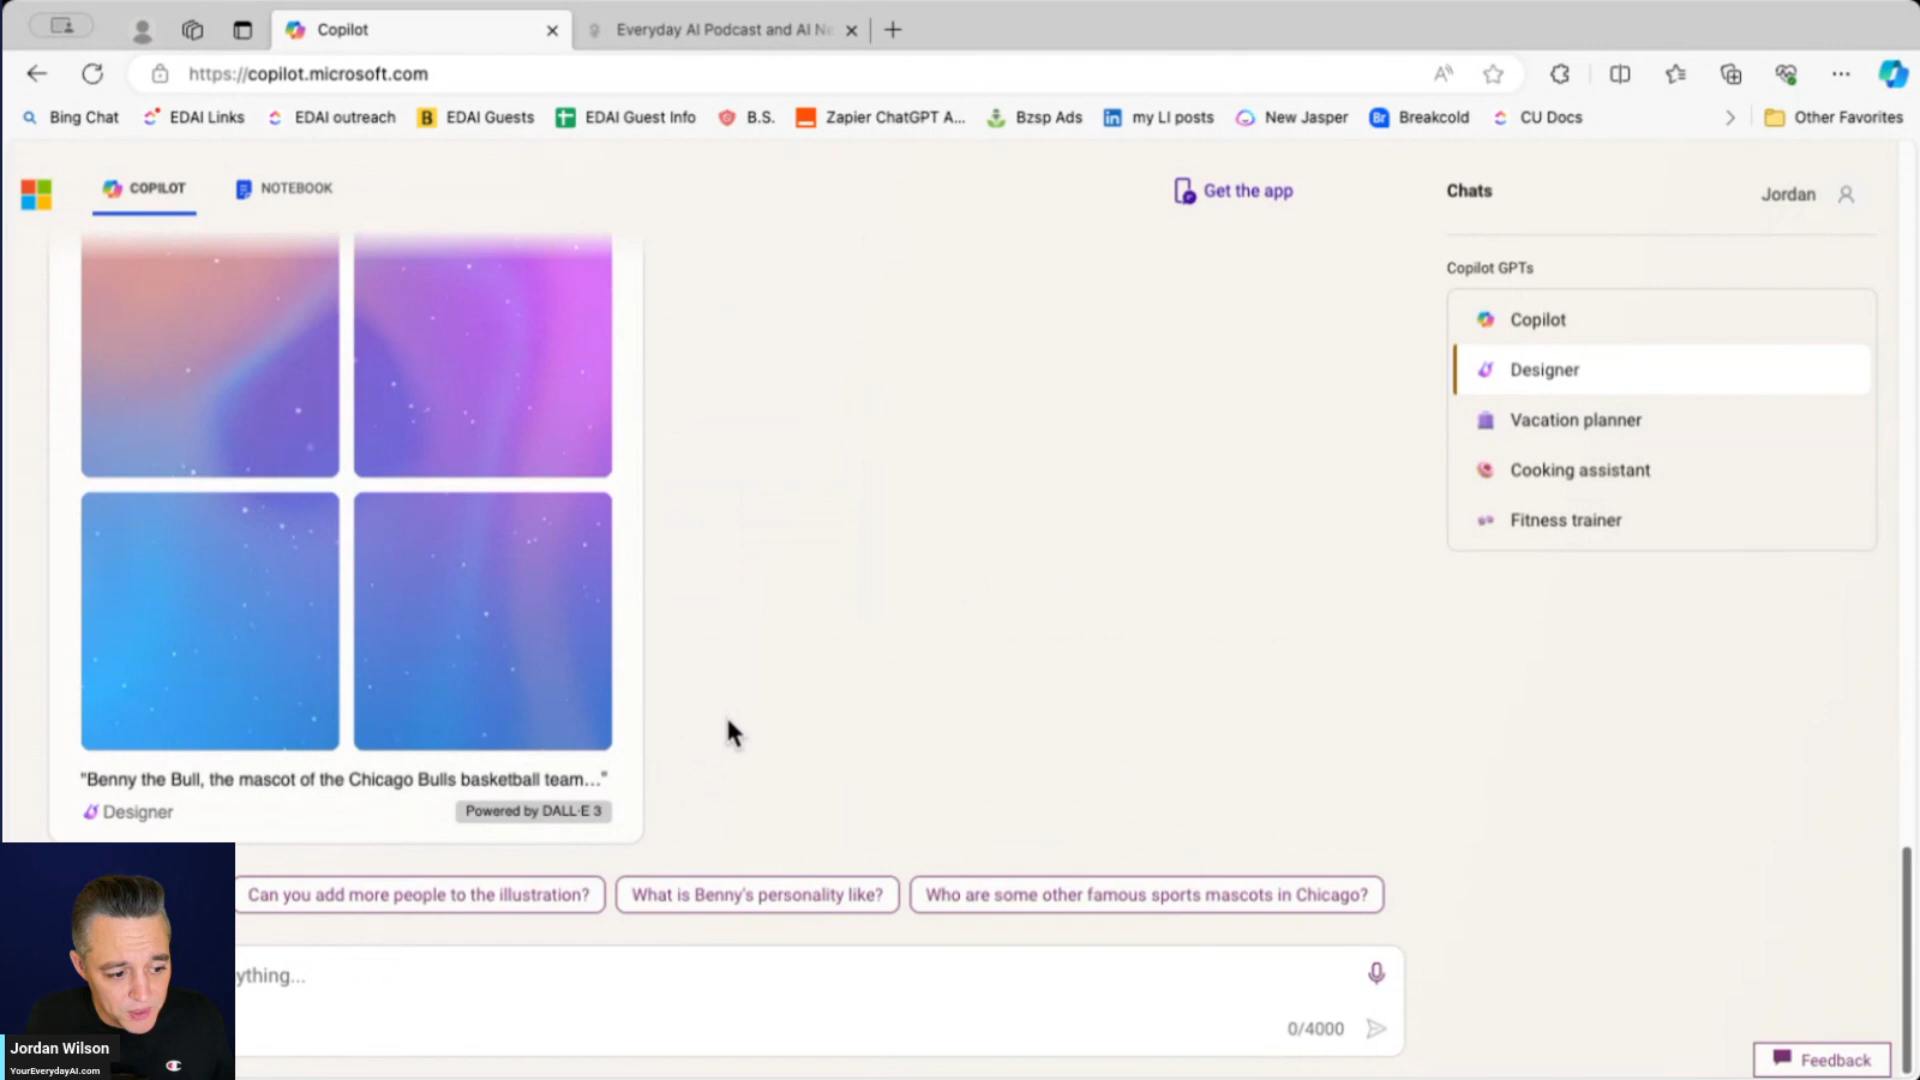 Copilot
Everyday AI Podcast and AI Ne
https://copilot.microsoft.com
Bing Chat
EDAI Links
EDAI outreach
EDAI Guests
EDAI Guest Info
B.S.
Zapier ChatGPT A...
Bzsp Ads
my LI posts
New Jasper
Breakcold
CU Docs
Other Favorites
COPILOT
NOTEBOOK
Get the app
Chats
Jordan
Copilot GPTs
Copilot
Designer
Vacation planner
Cooking assistant
Fitness trainer
"Benny the Bull, the mascot of the Chicago Bulls basketball team..."
Designer
Powered by DALL·E 3
Can you add more people to the illustration?
What is Benny's personality like?
Who are some other famous sports mascots in Chicago?
ything...
0/4000
Feedback
Jordan Wilson
YourEverydayAI.com